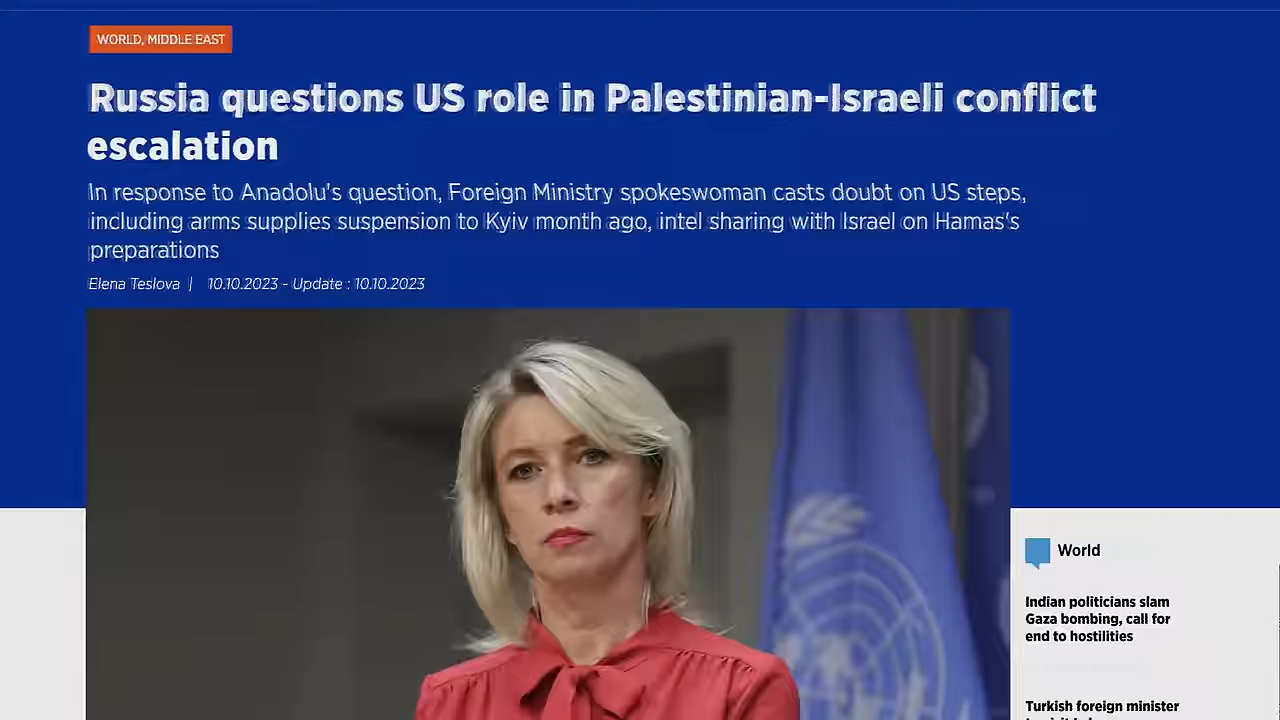 WORLD, MIDDLE EAST
Russia questions US role in Palestinian-Israeli conflict
escalation
In response to Anadolu's question, Foreign Ministry spokeswoman casts doubt on US steps,
including arms supplies suspension to Kyiv month ago, intel sharing with Israel on Hamas's
preparations
Elena Teslova | 10.10.2023 - Update : 10.10.2023
World
Indian politicians slam
Gaza bombing, call for
end to hostilities
Turkish foreign minister